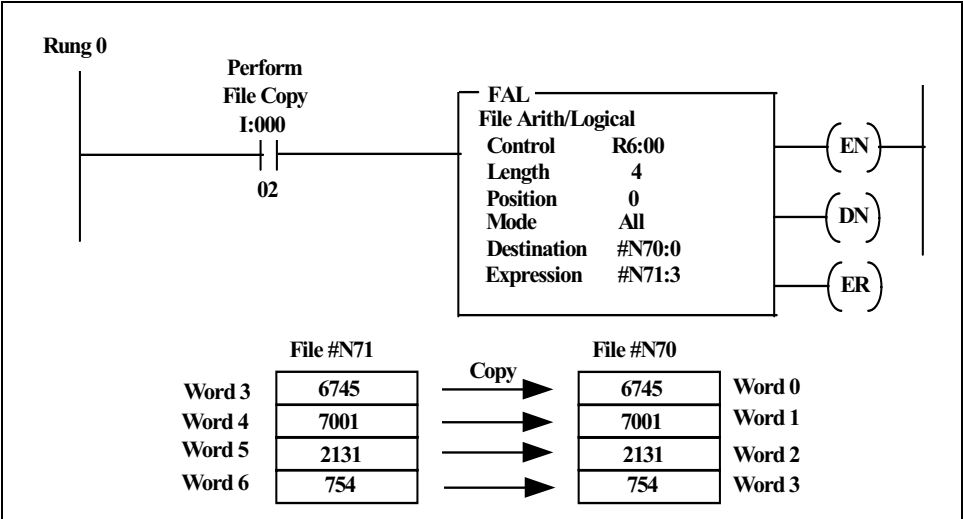 Rung 0
Perform
File Copy
I:000
02
FAL
File Arith/Logical
Control R6:00
Length 4
Position 0
Mode All
Destination #N70:0
Expression #N71:3
EN
DN
ER
File #N71 File #N70
Copy
Word 3 6745 6745 Word 0
Word 4 7001 7001 Word 1
Word 5 2131 2131 Word 2
Word 6 754 754 Word 3